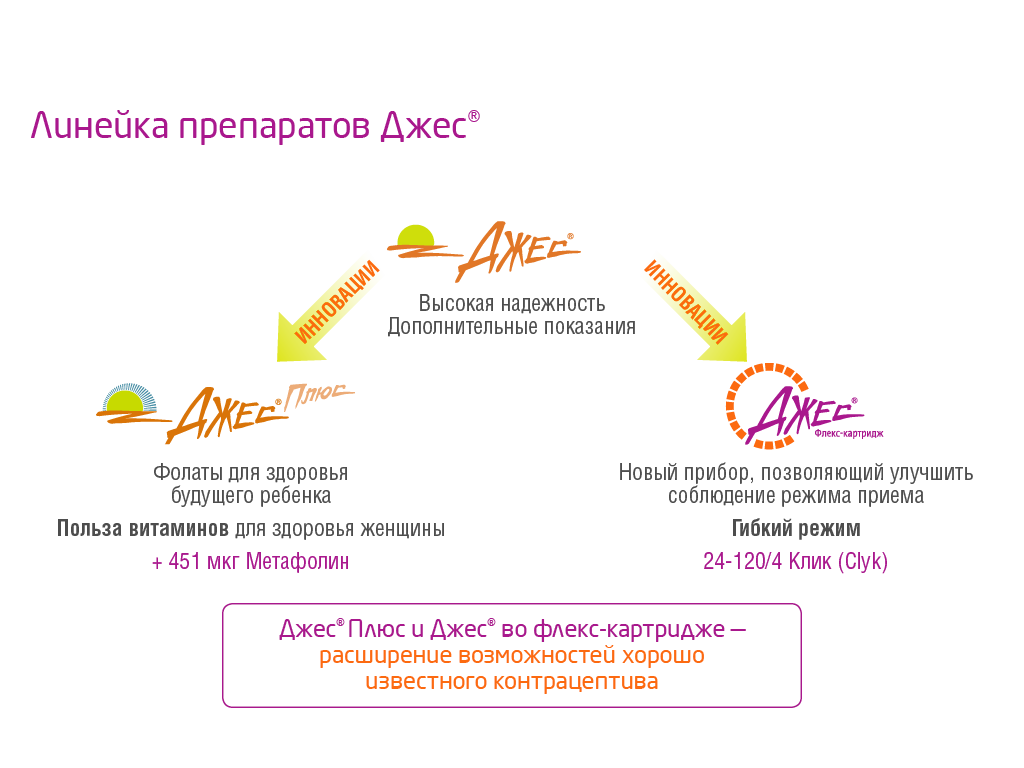 Линейка препаратов Джес®
Джес®
Высокая надежность
Дополнительные показания
ИННОВАЦИИ
ИННОВАЦИИ
Джес® Плюс
Фолаты для здоровья
будущего ребенка
Польза витаминов для здоровья женщины
+ 451 мкг Метафолин
Джес®
Флекс-картридж
Новый прибор, позволяющий улучшить
соблюдение режима приема
Гибкий режим
24-120/4 Клик (Clyk)
Джес® Плюс и Джес® во флекс-картридже –
расширение возможностей хорошо
известного контрацептива